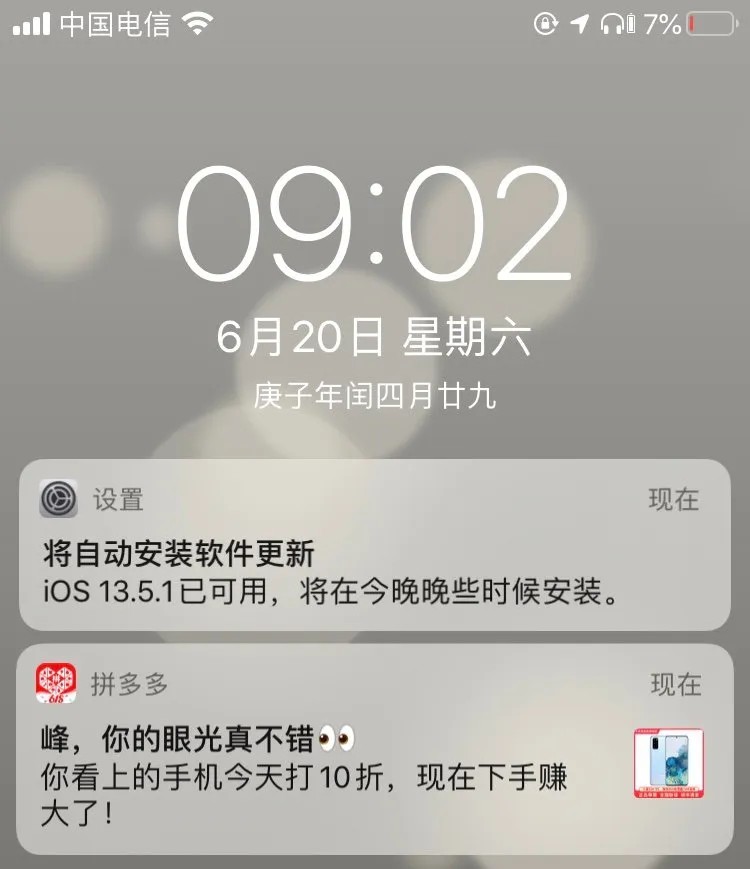 中国电信 7%
09:02
6月20日 星期六
庚子年闰四月廿九
设置 现在
将自动安装软件更新
iOS 13.5.1已可用，将在今晚晚些时候安装。
拼多多 现在
峰，你的眼光真不错👀
你看上的手机今天打10折，现在下手赚
大了！